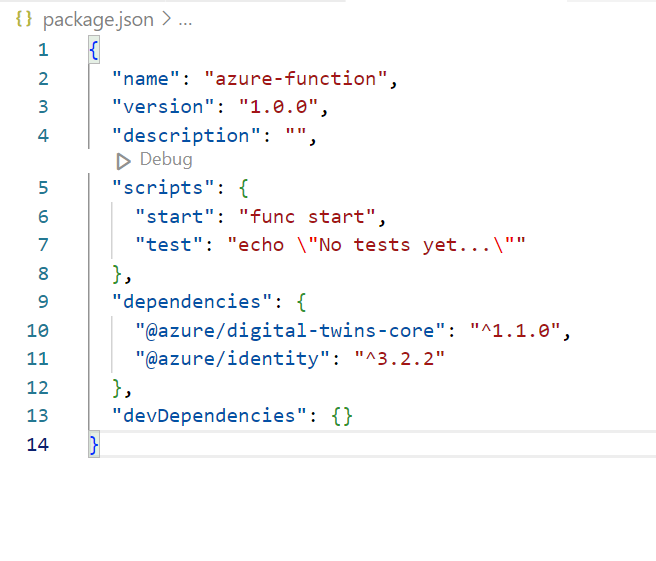 {} package.json > ...
1 {
2 "name": "azure-function",
3 "version": "1.0.0",
4 "description": "",
Debug
5 "scripts": {
6 "start": "func start",
7 "test": "echo \"No tests yet...\""
8 },
9 "dependencies": {
10 "@azure/digital-twins-core": "^1.1.0",
11 "@azure/identity": "^3.2.2"
12 },
13 "devDependencies": {}
14 }